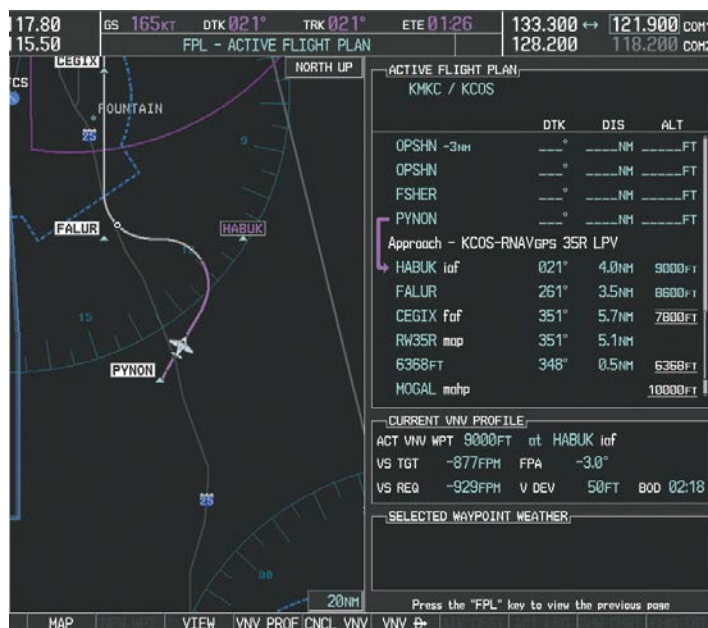 117.80 GS 165KT DTK 021° TRK 021° ETE 01:26 133.300 ↔ 121.900 COM1
115.50 FPL – ACTIVE FLIGHT PLAN 128.200 118.200 COM2
CEGIX
NORTH UP
FCS
FOUNTAIN
25
9
FALUR
HABUK
12
15
PYNON
25
30
20NM
ACTIVE FLIGHT PLAN
KMKC / KCOS
DTK DIS ALT
OPSHN -3NM ___° ____NM _____FT
OPSHN ___° ____NM _____FT
FSHER ___° ____NM _____FT
PYNON ___° ____NM _____FT
Approach – KCOS-RNAVGPS 35R LPV
HABUK iaf 021° 4.0NM 9000FT
FALUR 261° 3.5NM 8600FT
CEGIX faf 351° 5.7NM 7800FT
RW35R map 351° 5.1NM
6368FT 348° 0.5NM 6368FT
MOGAL mahp 10000FT
CURRENT VNV PROFILE
ACT VNV WPT 9000FT at HABUK iaf
VS TGT -877FPM FPA -3.0°
VS REQ -929FPM V DEV 50FT BOD 02:18
SELECTED WAYPOINT WEATHER
Press the "FPL" key to view the previous page
MAP VIEW VNV PROF CNCL VNV VNV D→